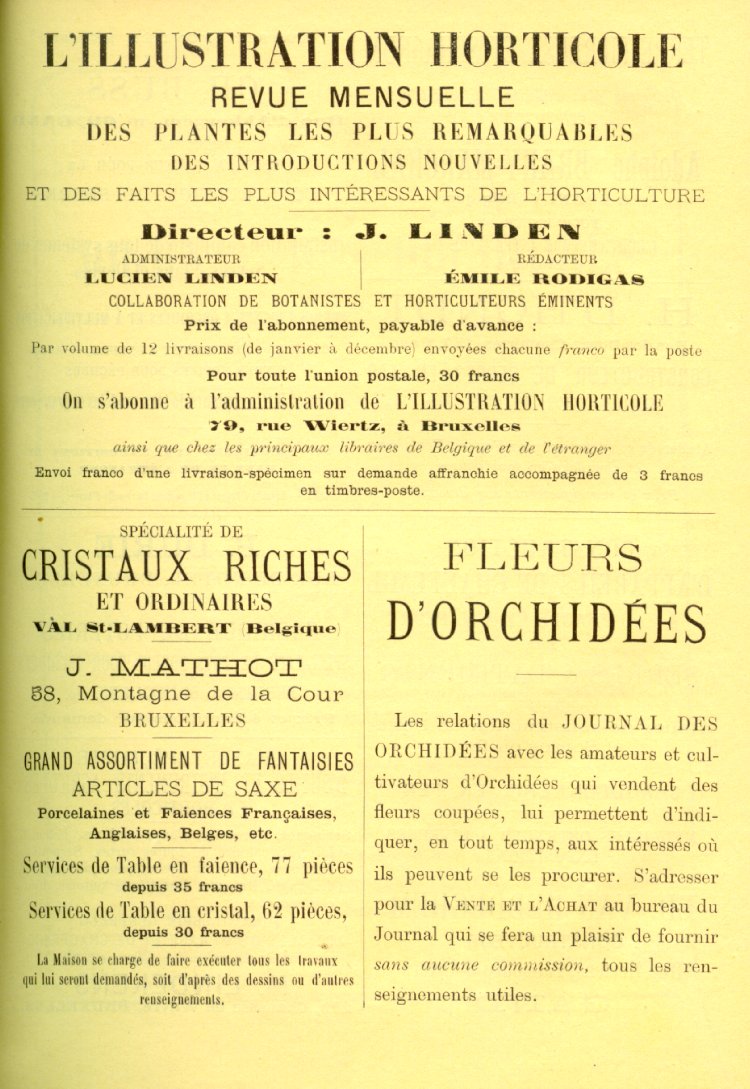 L'ILLUSTRATION HORTICOLE
REVUE MENSUELLE
DES PLANTES LES PLUS REMARQUABLES
DES INTRODUCTIONS NOUVELLES
ET DES FAITS LES PLUS INTÉRESSANTS DE L'HORTICULTURE
Directeur : J. LINDEN
ADMINISTRATEUR
LUCIEN LINDEN
RÉDACTEUR
ÉMILE RODIGAS
COLLABORATION DE BOTANISTES ET HORTICULTEURS ÉMINENTS
Prix de l'abonnement, payable d'avance :
Par volume de 12 livraisons (de janvier à décembre) envoyées chacune franco par la poste
Pour toute l'union postale, 30 francs
On s'abonne à l'administration de L'ILLUSTRATION HORTICOLE
79, rue Wiertz, à Bruxelles
ainsi que chez les principaux libraires de Belgique et de l'étranger
Envoi franco d'une livraison-spécimen sur demande affranchie accompagnée de 3 francs
en timbres-poste.
SPÉCIALITÉ DE
CRISTAUX RICHES
ET ORDINAIRES
VAL St-LAMBERT (Belgique)
J. MATHOT
58, Montagne de la Cour
BRUXELLES
GRAND ASSORTIMENT DE FANTAISIES
ARTICLES DE SAXE
Porcelaines et Faiences Françaises,
Anglaises, Belges, etc.
Services de Table en faience, 77 pièces
depuis 35 francs
Services de Table en cristal, 62 pièces,
depuis 30 francs
La Maison se charge de faire exécuter tous les travaux
qui lui seront demandés, soit d'après des dessins ou d'autres
renseignements.
FLEURS
D'ORCHIDÉES
Les relations du JOURNAL DES
ORCHIDÉES avec les amateurs et cul-
tivateurs d'Orchidées qui vendent des
fleurs coupées, lui permettent d'indi-
quer, en tout temps, aux intéressés où
ils peuvent se les procurer. S'adresser
pour la VENTE ET L'ACHAT au bureau du
Journal qui se fera un plaisir de fournir
sans aucune commission, tous les ren-
seignements utiles.